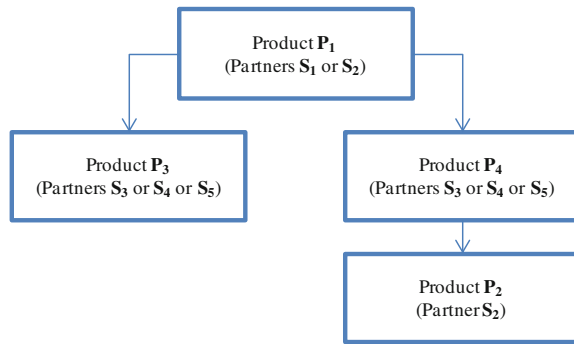 Product P₁
(Partners S₁ or S₂)
Product P₃
(Partners S₃ or S₄ or S₅)
Product P₄
(Partners S₃ or S₄ or S₅)
Product P₂
(Partner S₂)